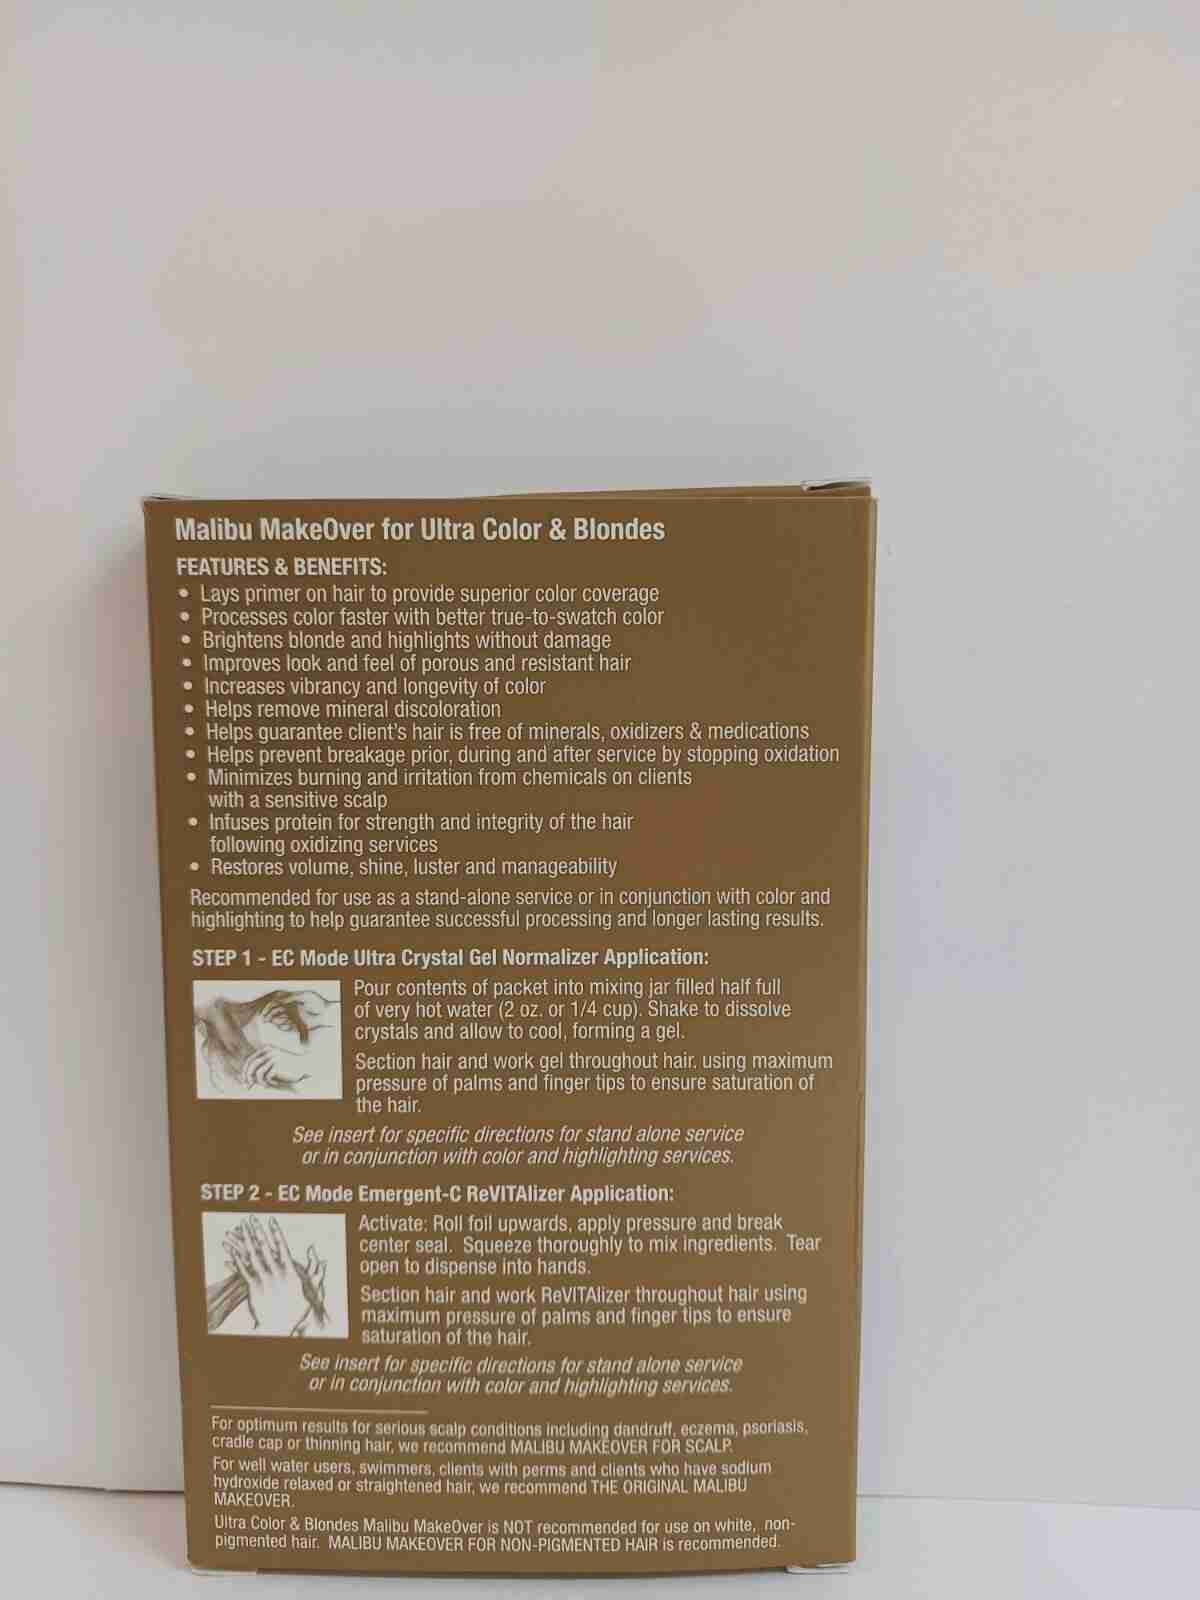 Malibu MakeOver for Ultra Color & Blondes
FEATURES & BENEFITS:
• Lays primer on hair to provide superior color coverage
• Processes color faster with better true-to-swatch color
• Brightens blonde and highlights without damage
• Improves look and feel of porous and resistant hair
• Increases vibrancy and longevity of color
• Helps remove mineral discoloration
• Helps guarantee client's hair is free of minerals, oxidizers & medications
• Helps prevent breakage prior, during and after service by stopping oxidation
• Minimizes burning and irritation from chemicals on clients
with a sensitive scalp
• Infuses protein for strength and integrity of the hair
following oxidizing services
• Restores volume, shine, luster and manageability
Recommended for use as a stand-alone service or in conjunction with color and
highlighting to help guarantee successful processing and longer lasting results.
STEP 1 - EC Mode Ultra Crystal Gel Normalizer Application:
Pour contents of packet into mixing jar filled half full
of very hot water (2 oz. or 1/4 cup). Shake to dissolve
crystals and allow to cool, forming a gel.
Section hair and work gel throughout hair. using maximum
pressure of palms and finger tips to ensure saturation of
the hair.
See insert for specific directions for stand alone service
or in conjunction with color and highlighting services.
STEP 2 - EC Mode Emergent-C ReVITAlizer Application:
Activate: Roll foil upwards, apply pressure and break
center seal. Squeeze thoroughly to mix ingredients. Tear
open to dispense into hands.
Section hair and work ReVITAlizer throughout hair using
maximum pressure of palms and finger tips to ensure
saturation of the hair.
See insert for specific directions for stand alone service
or in conjunction with color and highlighting services.
For optimum results for serious scalp conditions including dandruff, eczema, psoriasis,
cradle cap or thinning hair, we recommend MALIBU MAKEOVER FOR SCALP.
For well water users, swimmers, clients with perms and clients who have sodium
hydroxide relaxed or straightened hair, we recommend THE ORIGINAL MALIBU
MAKEOVER.
Ultra Color & Blondes Malibu MakeOver is NOT recommended for use on white, non-
pigmented hair. MALIBU MAKEOVER FOR NON-PIGMENTED HAIR is recommended.